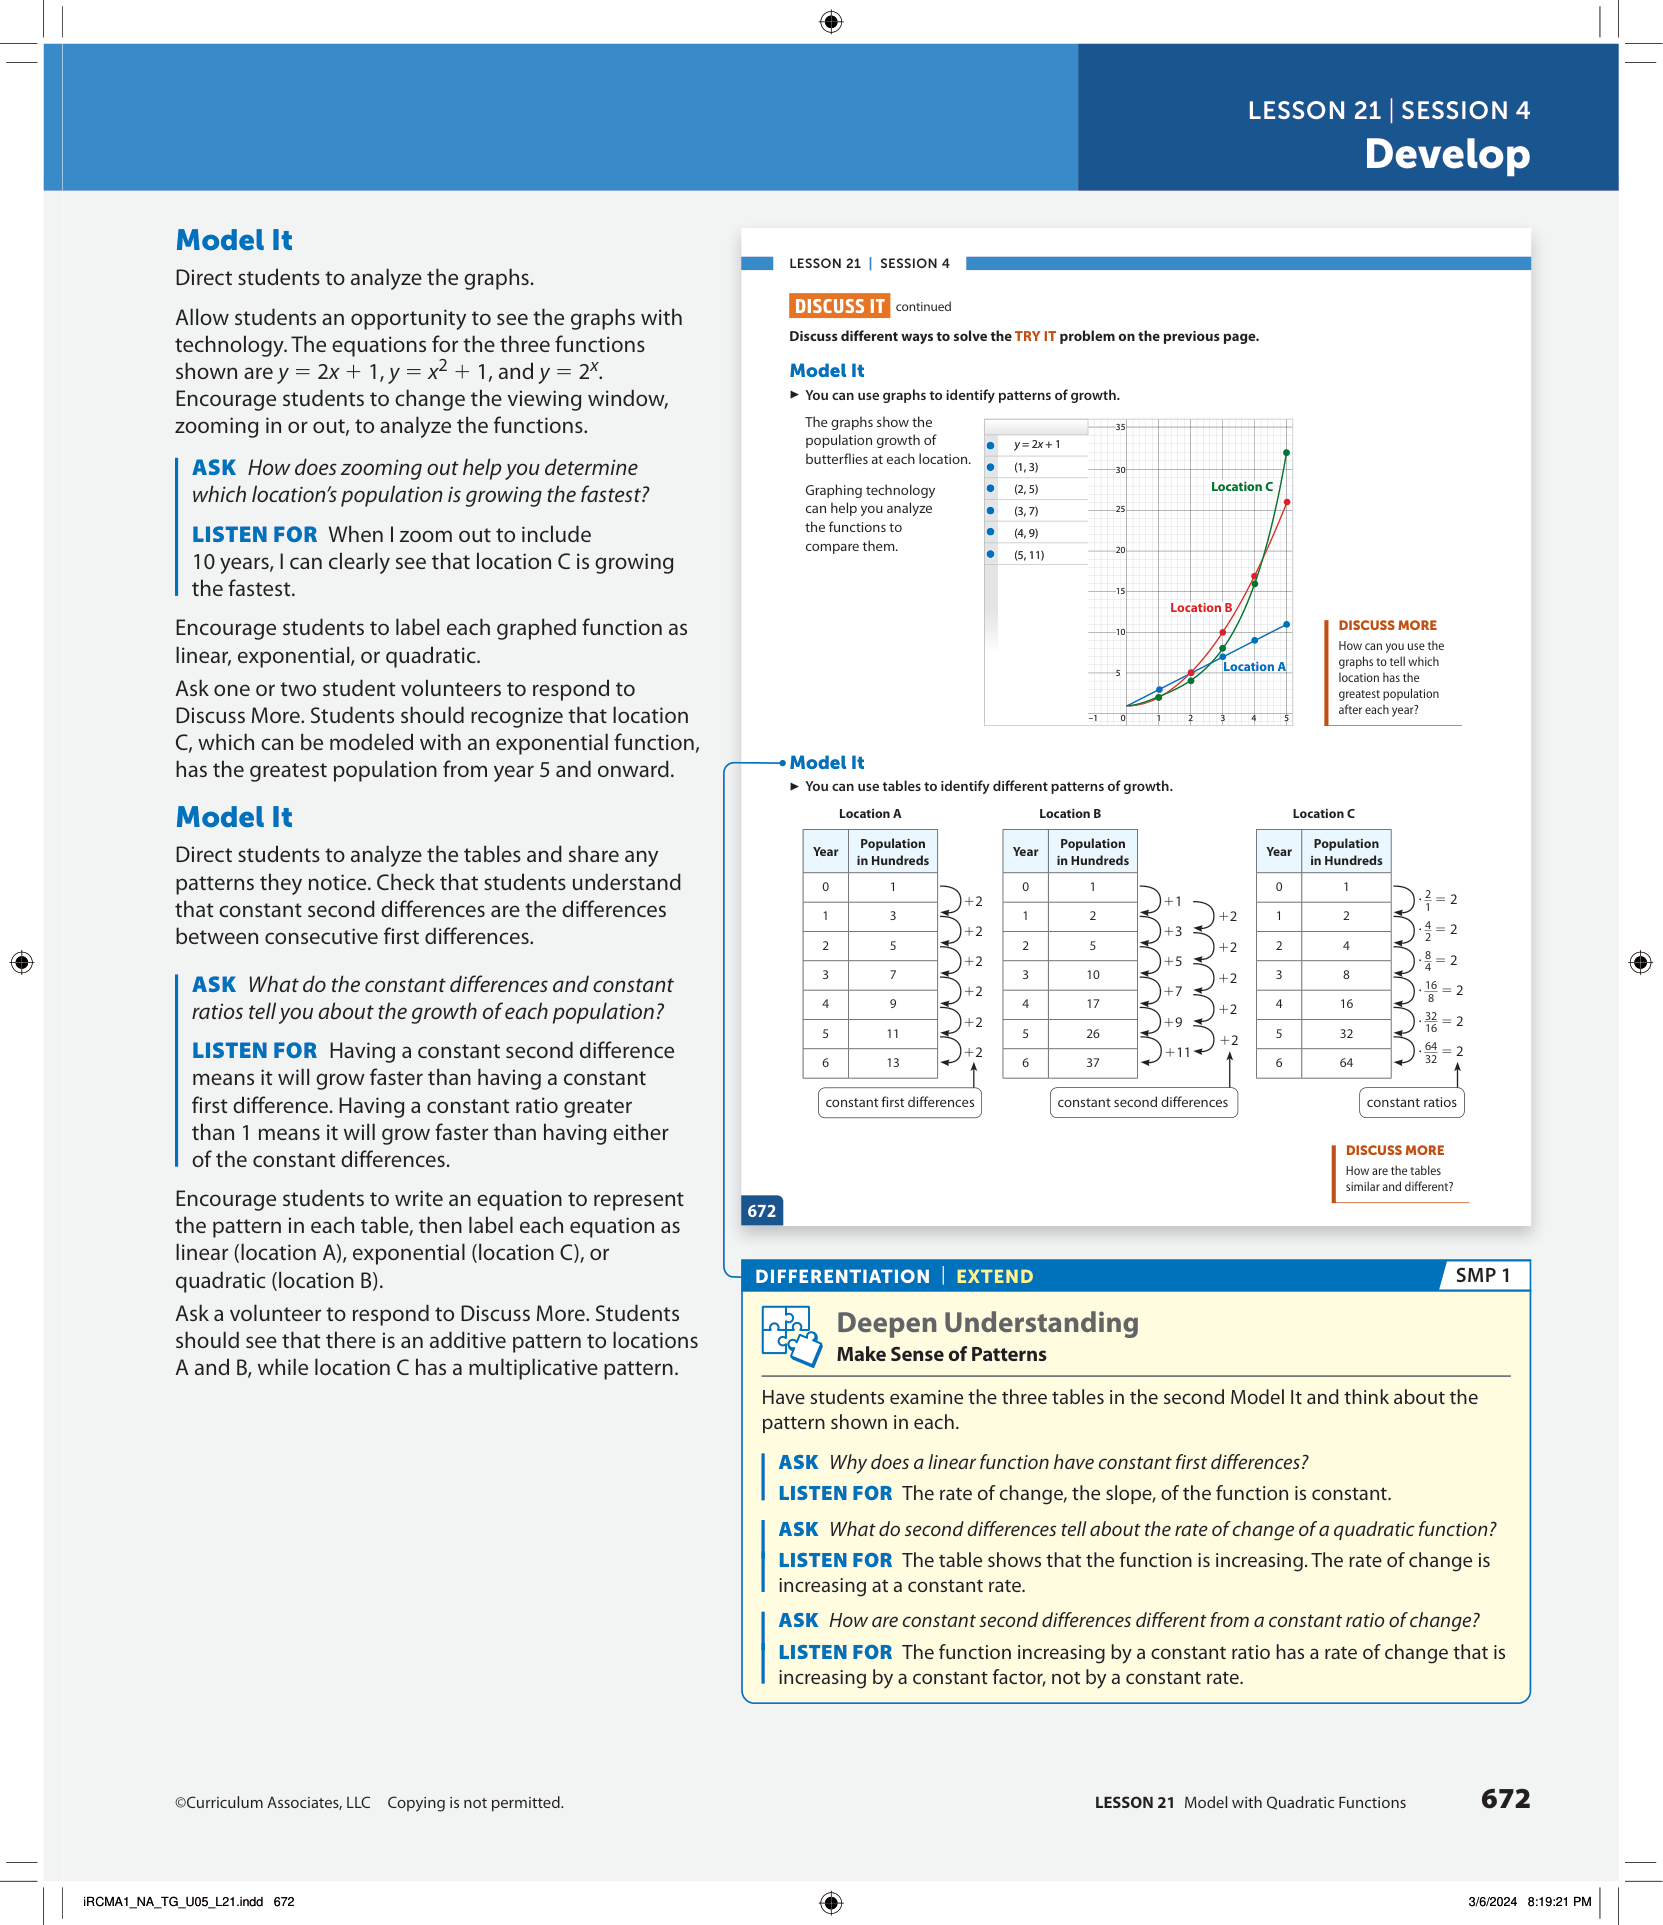 LESSON 21 | SESSION 4
Develop
Model It
Direct students to analyze the graphs.
Allow students an opportunity to see the graphs with
technology. The equations for the three functions
shown are y = 2x + 1, y = x² + 1, and y = 2ˣ.
Encourage students to change the viewing window,
zooming in or out, to analyze the functions.
ASK How does zooming out help you determine
which location's population is growing the fastest?
LISTEN FOR When I zoom out to include
10 years, I can clearly see that location C is growing
the fastest.
Encourage students to label each graphed function as
linear, exponential, or quadratic.
Ask one or two student volunteers to respond to
Discuss More. Students should recognize that location
C, which can be modeled with an exponential function,
has the greatest population from year 5 and onward.
Model It
Direct students to analyze the tables and share any
patterns they notice. Check that students understand
that constant second differences are the differences
between consecutive first differences.
ASK What do the constant differences and constant
ratios tell you about the growth of each population?
LISTEN FOR Having a constant second difference
means it will grow faster than having a constant
first difference. Having a constant ratio greater
than 1 means it will grow faster than having either
of the constant differences.
Encourage students to write an equation to represent
the pattern in each table, then label each equation as
linear (location A), exponential (location C), or
quadratic (location B).
Ask a volunteer to respond to Discuss More. Students
should see that there is an additive pattern to locations
A and B, while location C has a multiplicative pattern.
LESSON 21 | SESSION 4
DISCUSS IT continued
Discuss different ways to solve the TRY IT problem on the previous page.
Model It
► You can use graphs to identify patterns of growth.
The graphs show the
population growth of
butterflies at each location.
Graphing technology
can help you analyze
the functions to
compare them.
y = 2x + 1
(1, 3)
(2, 5)
(3, 7)
(4, 9)
(5, 11)
35
30
25
20
15
10
5
–1 0 1 2 3 4 5
Location C
Location B
Location A
DISCUSS MORE
How can you use the
graphs to tell which
location has the
greatest population
after each year?
Model It
► You can use tables to identify different patterns of growth.
Location A
Year Population in Hundreds
0 1
1 3
2 5
3 7
4 9
5 11
6 13
+2
+2
+2
+2
+2
+2
constant first differences
Location B
Year Population in Hundreds
0 1
1 2
2 5
3 10
4 17
5 26
6 37
+1
+3
+5
+7
+9
+11
+2
+2
+2
+2
+2
constant second differences
Location C
Year Population in Hundreds
0 1
1 2
2 4
3 8
4 16
5 32
6 64
· 2/1 = 2
· 4/2 = 2
· 8/4 = 2
· 16/8 = 2
· 32/16 = 2
· 64/32 = 2
constant ratios
DISCUSS MORE
How are the tables
similar and different?
672
DIFFERENTIATION | EXTEND
SMP 1
Deepen Understanding
Make Sense of Patterns
Have students examine the three tables in the second Model It and think about the
pattern shown in each.
ASK Why does a linear function have constant first differences?
LISTEN FOR The rate of change, the slope, of the function is constant.
ASK What do second differences tell about the rate of change of a quadratic function?
LISTEN FOR The table shows that the function is increasing. The rate of change is
increasing at a constant rate.
ASK How are constant second differences different from a constant ratio of change?
LISTEN FOR The function increasing by a constant ratio has a rate of change that is
increasing by a constant factor, not by a constant rate.
©Curriculum Associates, LLC Copying is not permitted.
LESSON 21 Model with Quadratic Functions 672
iRCMA1_NA_TG_U05_L21.indd 672
3/6/2024 8:19:21 PM